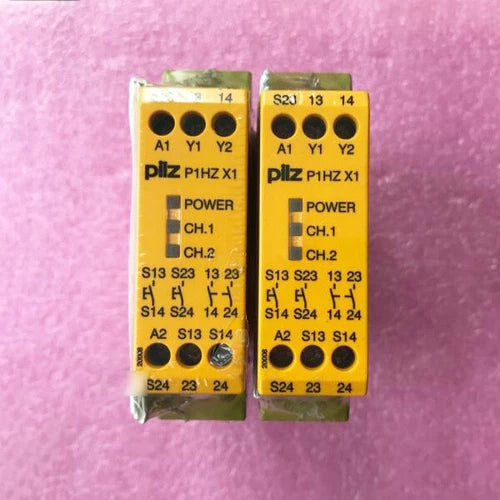 14
A1 Y1 Y2
pilz P1HZ X1
POWER
CH.1
CH.2
S13 S23 13 23
S14 S24 14 24
A2 S13 S14
20008
S24 23 24
S23 13 14
A1 Y1 Y2
pilz P1HZ X1
POWER
CH.1
CH.2
S13 S23 13 23
S14 S24 14 24
A2 S13 S14
20008
S24 23 24